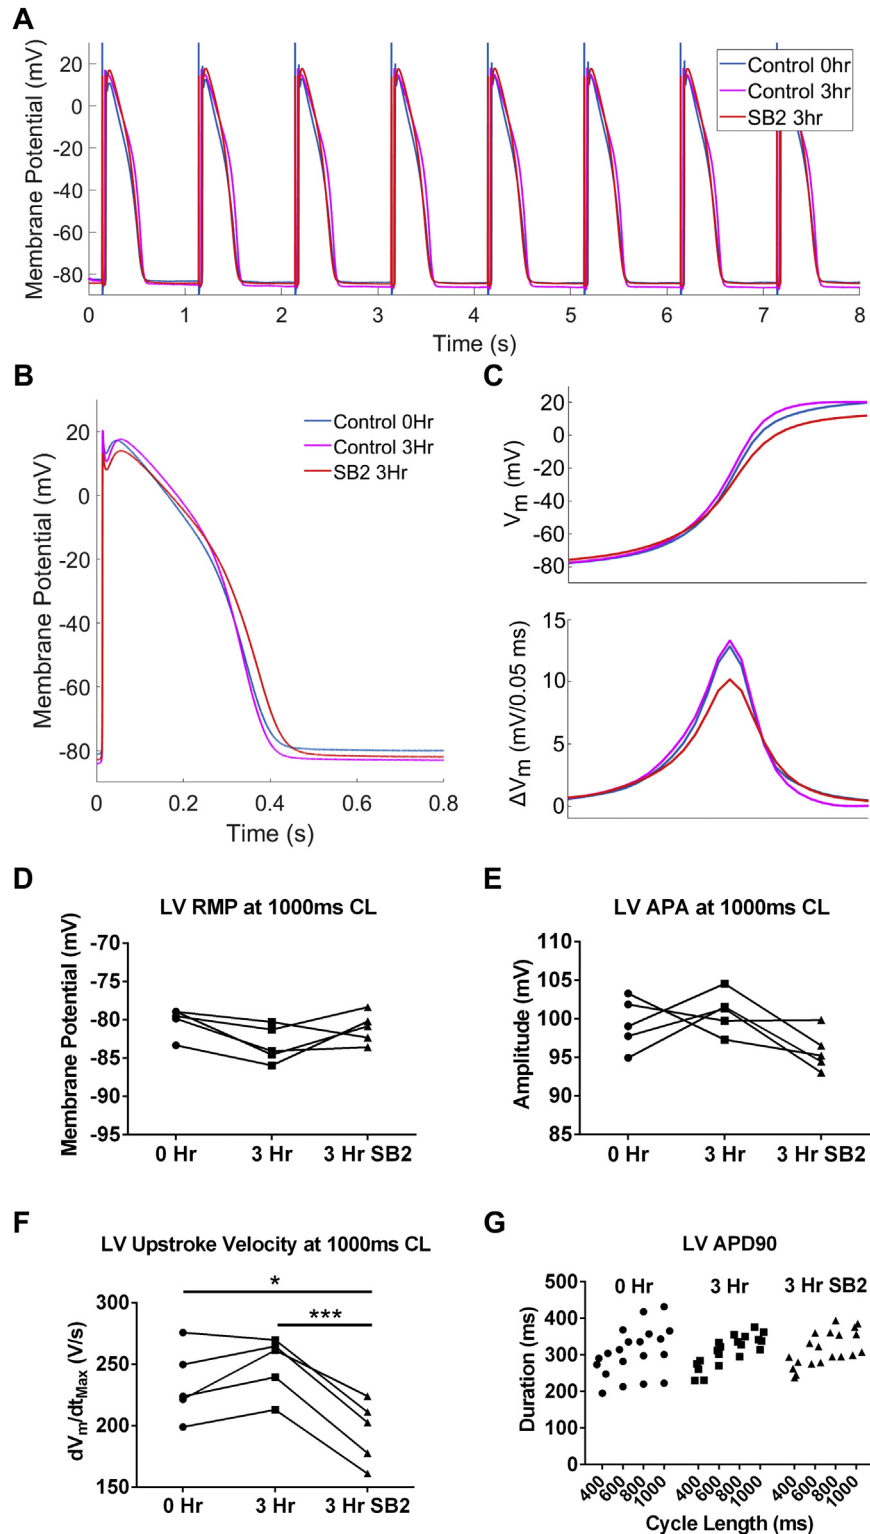 A
Membrane Potential (mV)
20
0
-20
-40
-60
-80
Control 0hr
Control 3hr
SB2 3hr
0 1 2 3 4 5 6 7 8
Time (s)
B
Membrane Potential (mV)
20
0
-20
-40
-60
-80
Control 0Hr
Control 3Hr
SB2 3Hr
0 0.2 0.4 0.6 0.8
Time (s)
C
Vm (mV)
20
0
-20
-40
-60
-80
ΔVm (mV/0.05 ms)
15
10
5
0
D
LV RMP at 1000ms CL
Membrane Potential (mV)
-70
-75
-80
-85
-90
-95
0 Hr 3 Hr 3 Hr SB2
E
LV APA at 1000ms CL
Amplitude (mV)
110
105
100
95
90
85
0 Hr 3 Hr 3 Hr SB2
F
LV Upstroke Velocity at 1000ms CL
dVm/dtMax (V/s)
300
250
200
150
*
***
0 Hr 3 Hr 3 Hr SB2
G
LV APD90
Duration (ms)
500
400
300
200
100
0
0 Hr 3 Hr 3 Hr SB2
400 600 800 1000 400 600 800 1000 400 600 800 1000
Cycle Length (ms)